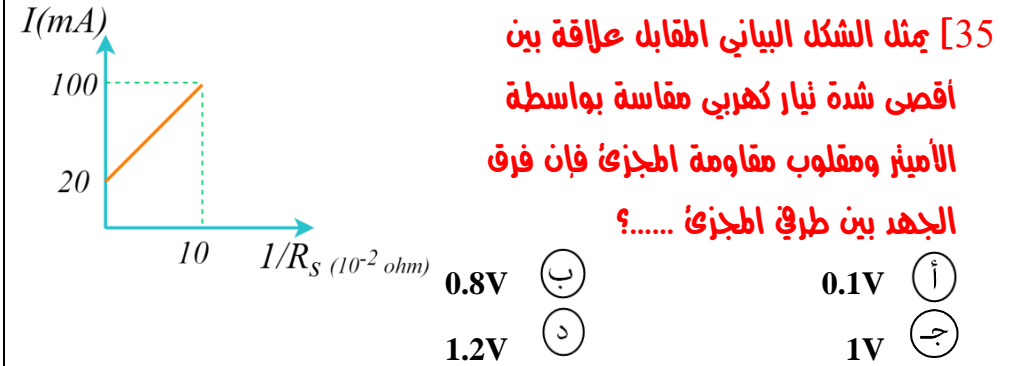 35] يمثل الشكل البياني المقابل علاقة بين
أقصى شدة تيار كهربي مقاسة بواسطة
الأميتر ومقلوب مقاومة المجزئ فإن فرق
الجهد بين طرفي المجزئ ......؟
أ 0.1V
ب 0.8V
جـ 1V
د 1.2V
I(mA)
100
20
10
1/R_S (10⁻² ohm)